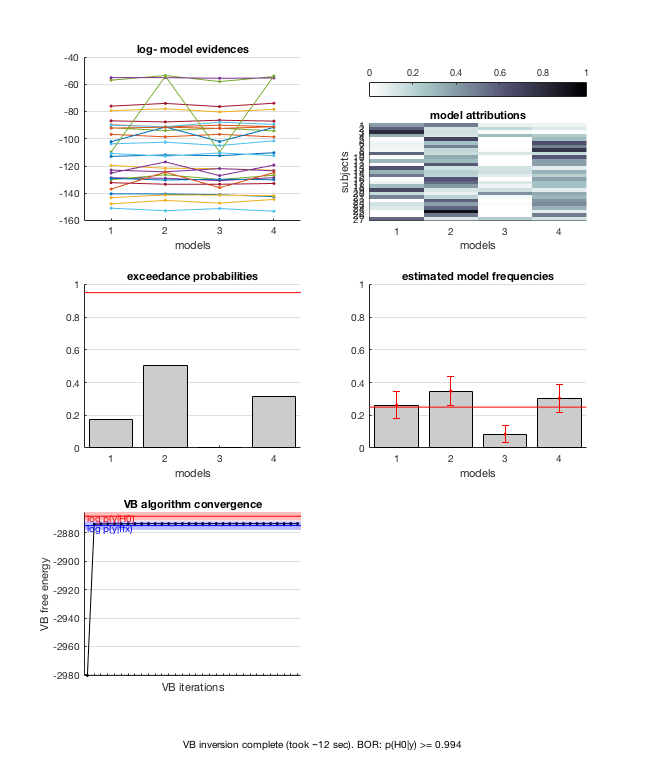 log- model evidences
-40
-60
-80
-100
-120
-140
-160
1 2 3 4
models
0 0.2 0.4 0.6 0.8 1
model attributions
subjects
27
1 2 3 4
models
exceedance probabilities
1
0.8
0.6
0.4
0.2
0
1 2 3 4
models
estimated model frequencies
1
0.8
0.6
0.4
0.2
0
1 2 3 4
models
VB algorithm convergence
log p(y|H0)
log p(y|ffx)
-2880
-2900
-2920
-2940
-2960
-2980
VB free energy
VB iterations
VB inversion complete (took ~12 sec). BOR: p(H0|y) >= 0.994